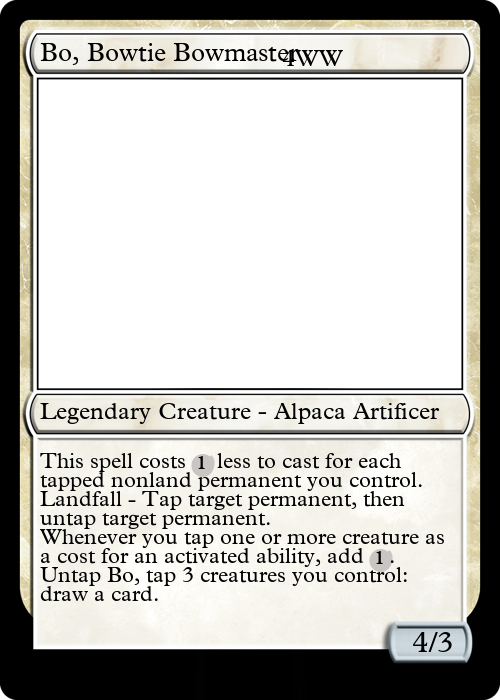 Bo, Bowtie Bowmaster 4WW
Legendary Creature - Alpaca Artificer
This spell costs 1 less to cast for each
tapped nonland permanent you control.
Landfall - Tap target permanent, then
untap target permanent.
Whenever you tap one or more creature as
a cost for an activated ability, add 1.
Untap Bo, tap 3 creatures you control:
draw a card.
4/3